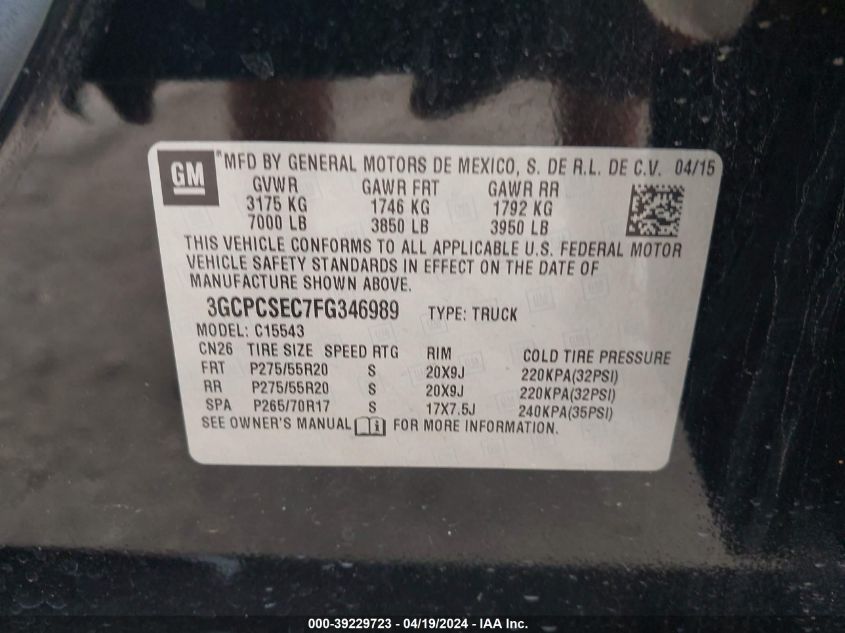 GM *MFD BY GENERAL MOTORS DE MEXICO, S. DE R.L. DE C.V. 04/15
GVWR GAWR FRT GAWR RR
3175 KG 1746 KG 1792 KG
7000 LB 3850 LB 3950 LB
THIS VEHICLE CONFORMS TO ALL APPLICABLE U.S. FEDERAL MOTOR
VEHICLE SAFETY STANDARDS IN EFFECT ON THE DATE OF
MANUFACTURE SHOWN ABOVE.
3GCPCSEC7FG346989 TYPE: TRUCK
MODEL: C15543
CN26 TIRE SIZE SPEED RTG RIM COLD TIRE PRESSURE
FRT P275/55R20 S 20X9J 220KPA(32PSI)
RR P275/55R20 S 20X9J 220KPA(32PSI)
SPA P265/70R17 S 17X7.5J 240KPA(35PSI)
SEE OWNER'S MANUAL FOR MORE INFORMATION.
000-39229723 - 04/19/2024 - IAA Inc.